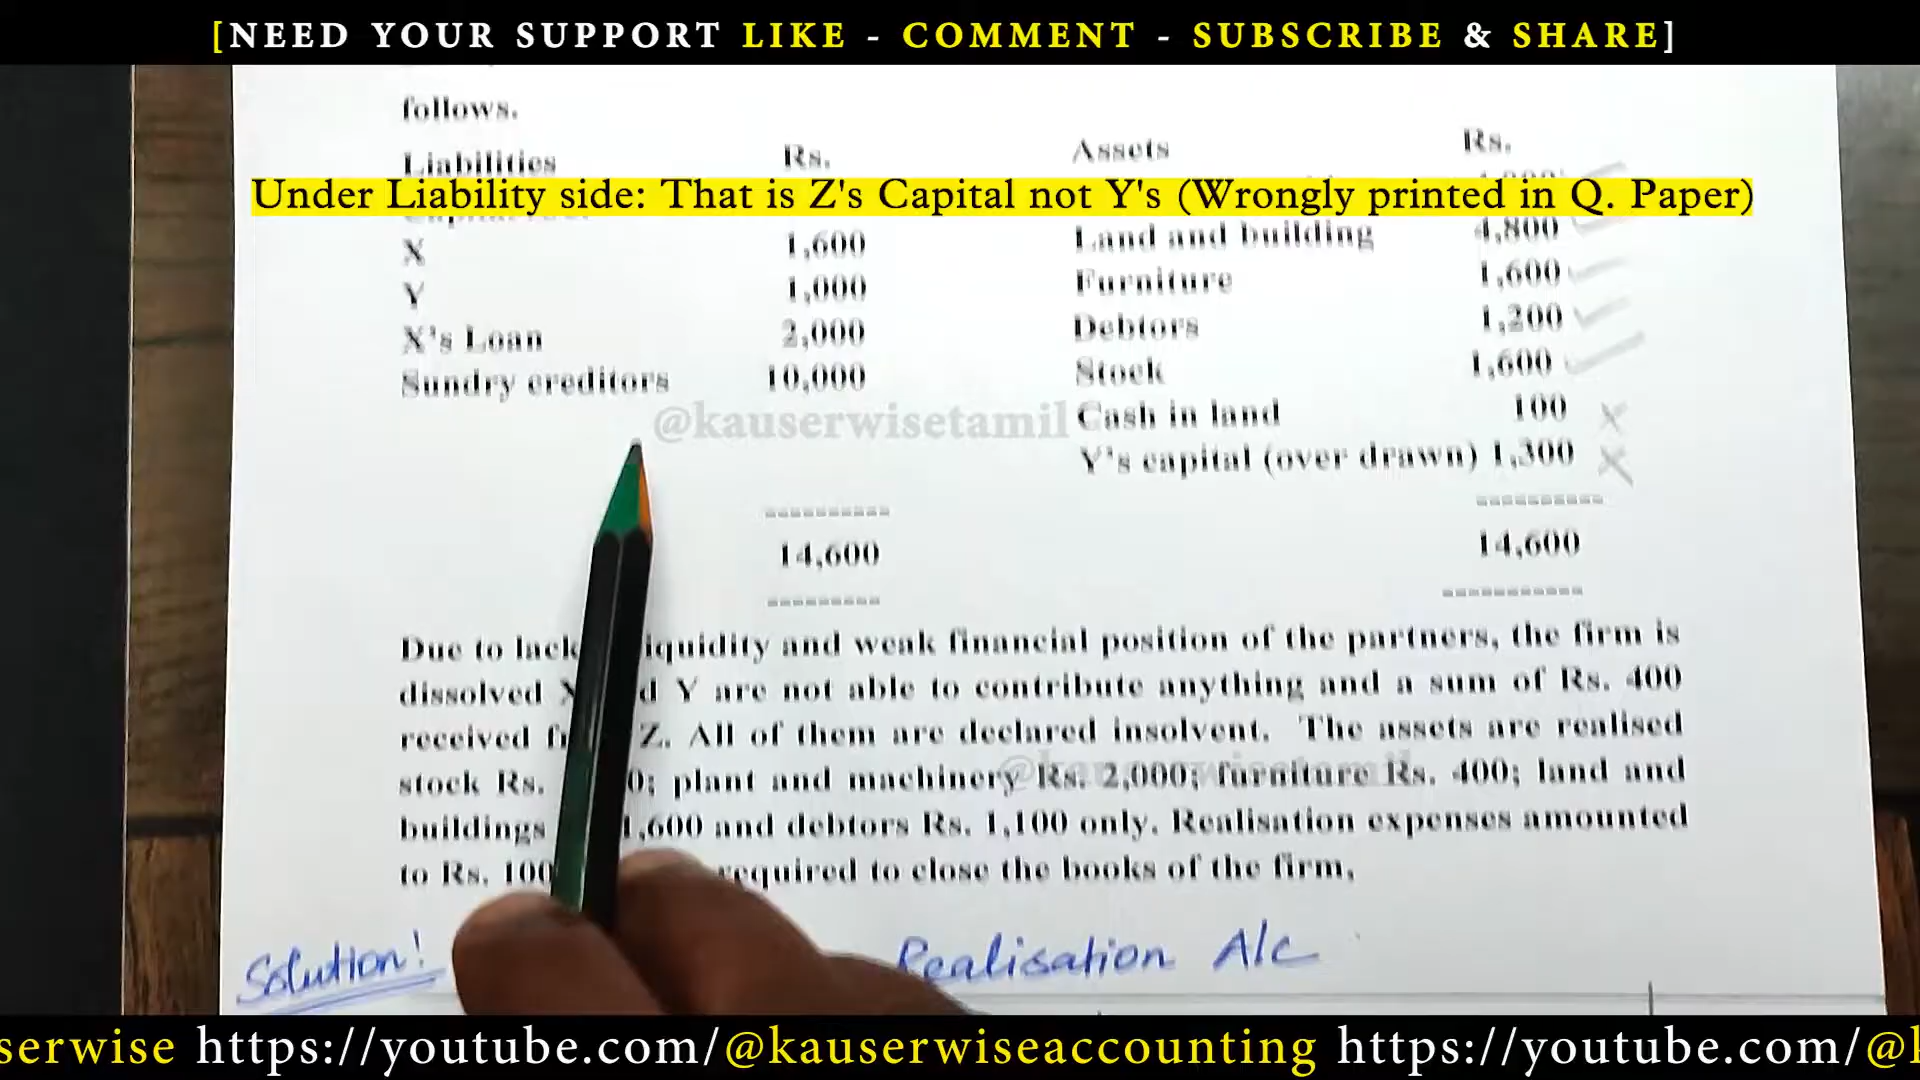 [NEED YOUR SUPPORT LIKE - COMMENT - SUBSCRIBE & SHARE]
follows.
Liabilities Rs. Assets Rs.
Under Liability side: That is Z's Capital not Y's (Wrongly printed in Q. Paper)
X 1,600 Land and building 4,800
Y 1,000 Furniture 1,600
X's Loan 2,000 Debtors 1,200
Sundry creditors 10,000 Stock 1,600
@kauserwisetamil Cash in land 100
Y's capital (over drawn) 1,300
14,600 14,600
Due to lack iquidity and weak financial position of the partners, the firm is
dissolved X d Y are not able to contribute anything and a sum of Rs. 400
received Z. All of them are declared insolvent. The assets are realised
stock Rs. 0; plant and machinery Rs. 2,000; furniture Rs. 400; land and
buildings 1,600 and debtors Rs. 1,100 only. Realisation expenses amounted
to Rs. 100 required to close the books of the firm.
Solution! Realisation A/c
serwise https://youtube.com/@kauserwiseaccounting https://youtube.com/@k